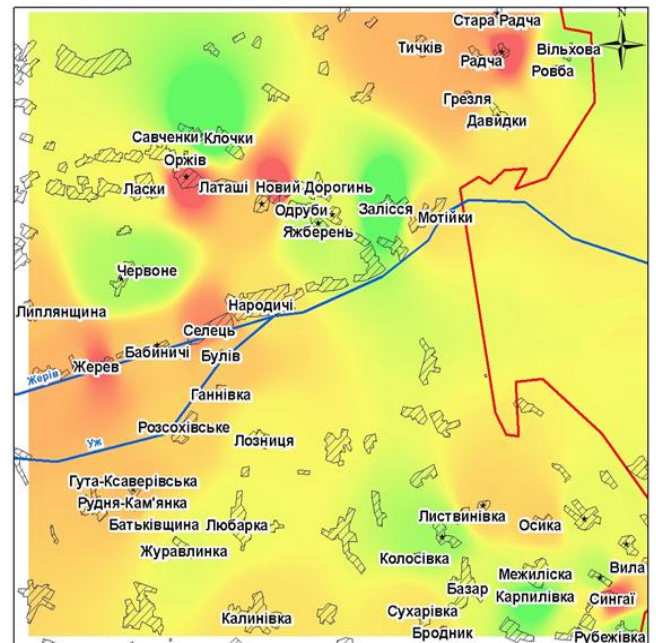 Стара Радча
N
Тичків
Вільхова
Радча
Ровба
Грезля
Давидки
Савченки
Клочки
Оржів
Ласки
Латаші
Новий Дорогинь
Одруби
Залісся
Мотійки
Яжберень
Червоне
Липлянщина
Народичі
Селець
Бабиничі
Булів
Жерев
Жерів
Ганнівка
Розсохівське
Уж
Лозниця
Гута-Ксаверівська
Рудня-Кам'янка
Батьківщина
Любарка
Листвинівка
Осика
Журавлинка
Колосівка
Межиліска
Вила
Базар
Карпилівка
Сингаї
Сухарівка
Калинівка
Бродник
Рубежівка